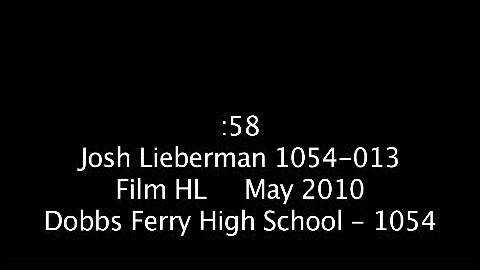 :58
Josh Lieberman 1054-013
Film HL May 2010
Dobbs Ferry High School - 1054